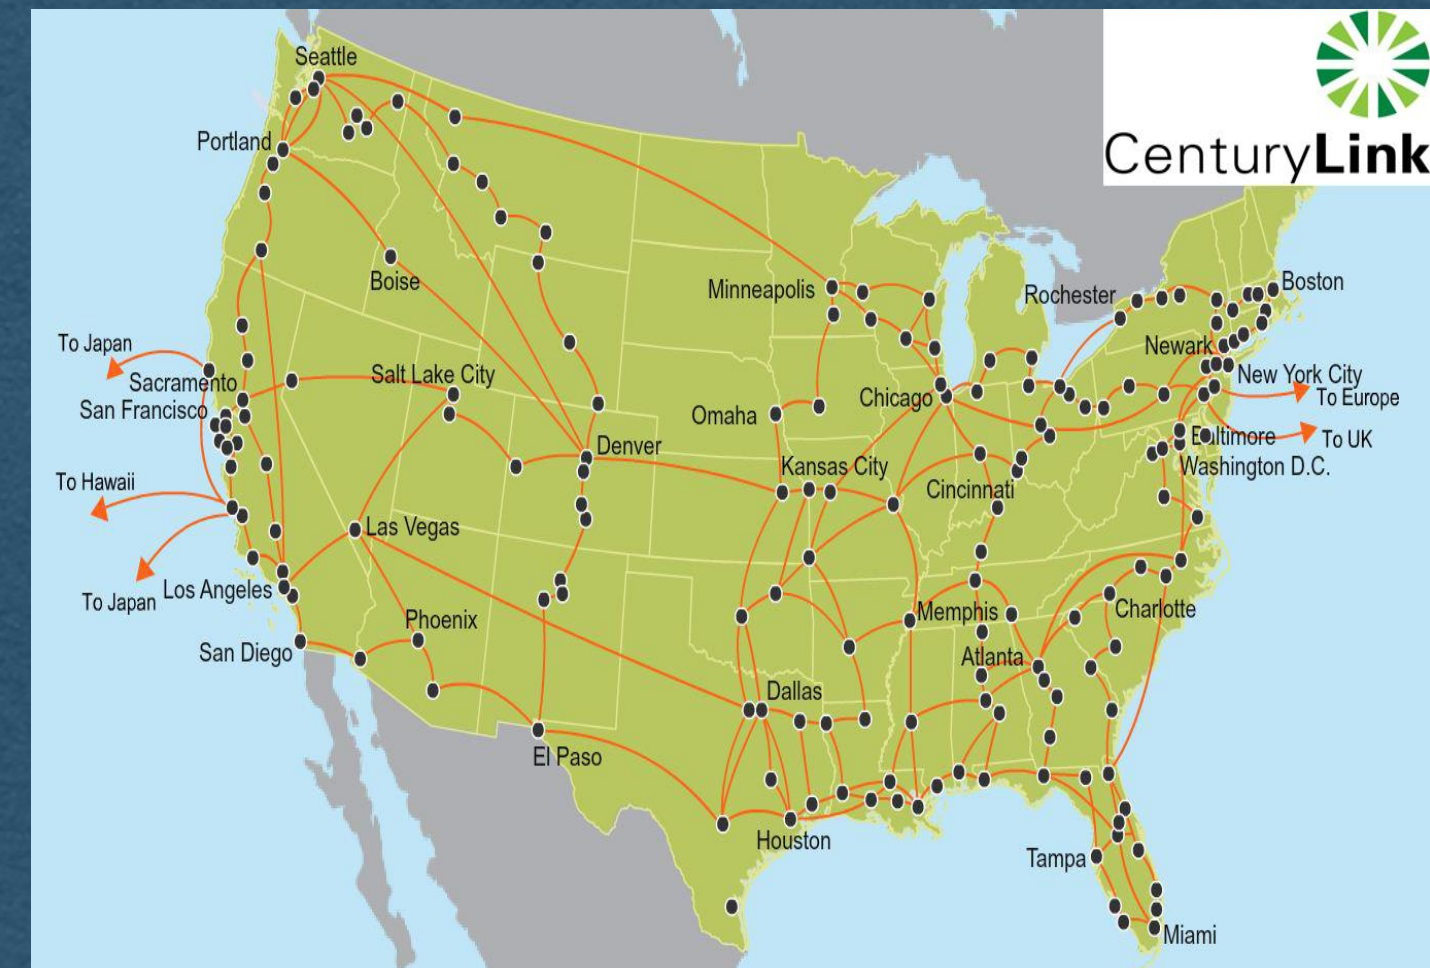 Seattle
CenturyLink
Portland
Boise
Minneapolis
Rochester
Boston
To Japan
Newark
Sacramento
Salt Lake City
New York City
San Francisco
Chicago
To Europe
Omaha
Denver
Baltimore
To UK
Kansas City
Washington D.C.
To Hawaii
Cincinnati
Las Vegas
Los Angeles
To Japan
Phoenix
Memphis
Charlotte
San Diego
Atlanta
Dallas
El Paso
Houston
Tampa
Miami